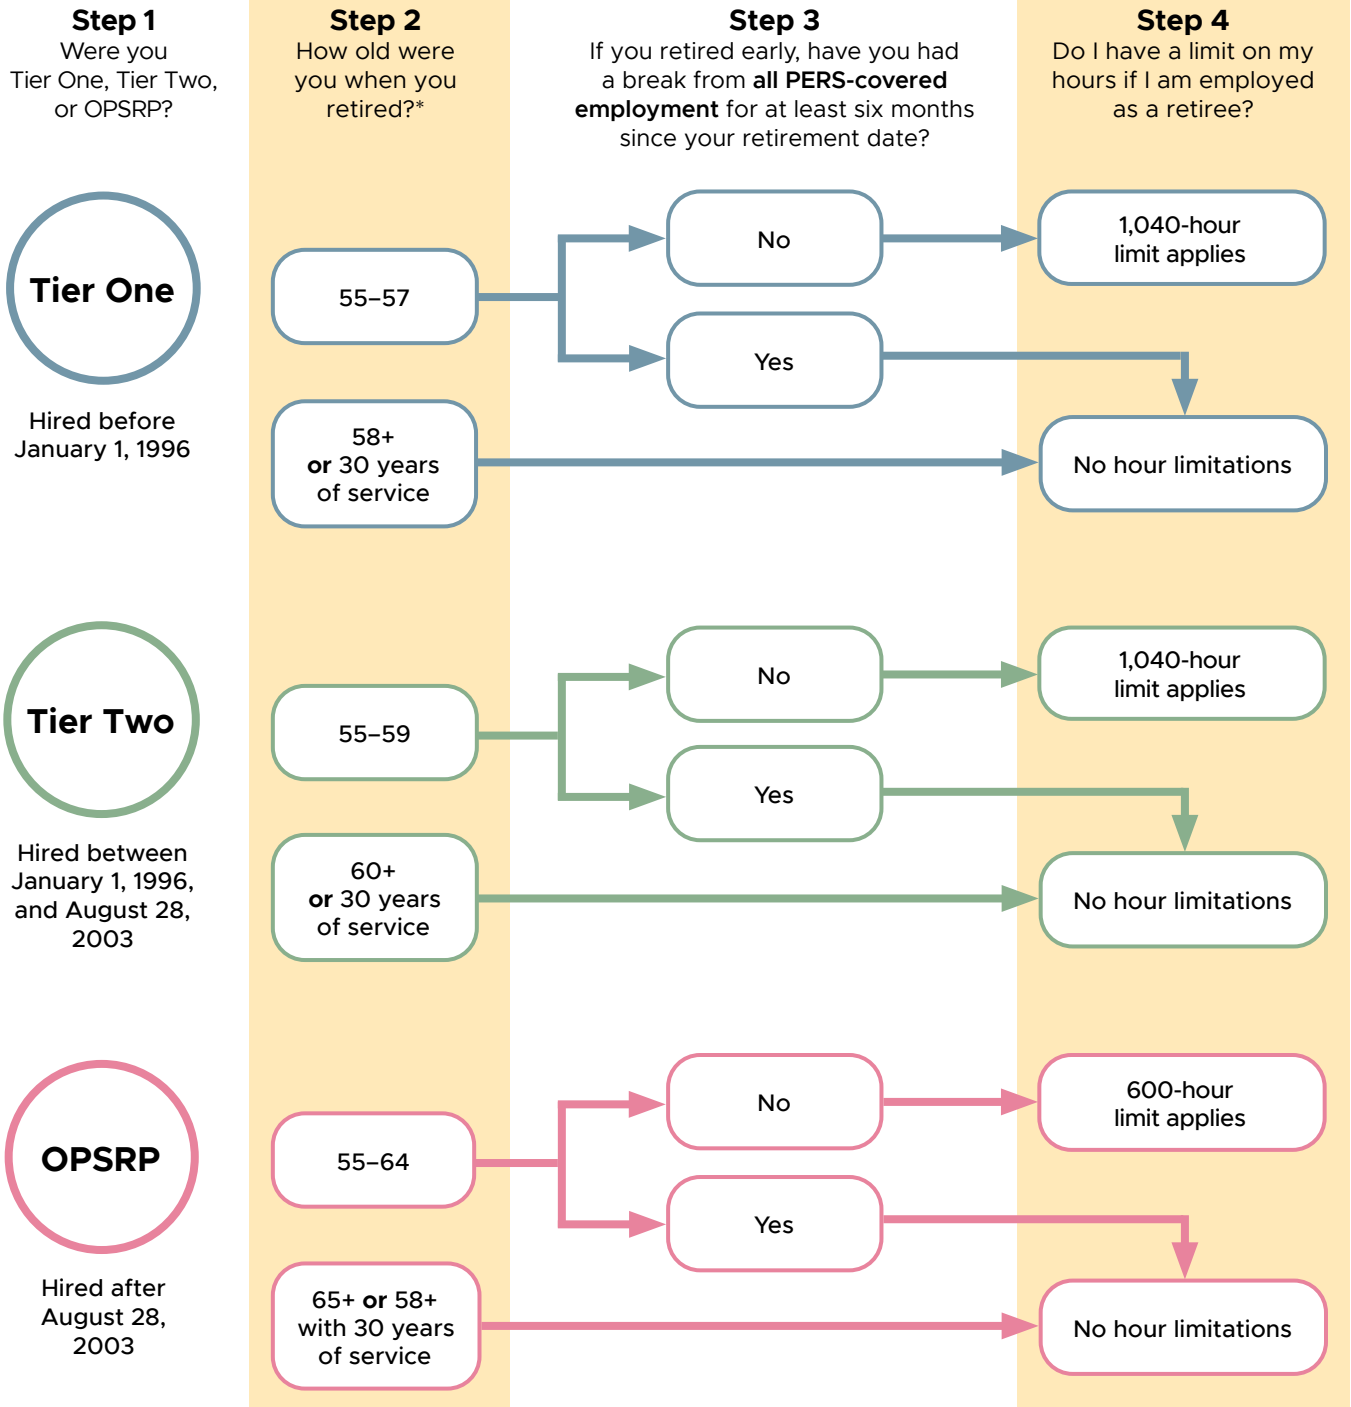 Step 1
Were you
Tier One, Tier Two,
or OPSRP?
Step 2
How old were
you when you
retired?*
Step 3
If you retired early, have you had
a break from all PERS-covered
employment for at least six months
since your retirement date?
Step 4
Do I have a limit on my
hours if I am employed
as a retiree?
Tier One
Hired before
January 1, 1996
55–57
No
1,040-hour
limit applies
Yes
58+
or 30 years
of service
No hour limitations
Tier Two
Hired between
January 1, 1996,
and August 28,
2003
55–59
No
1,040-hour
limit applies
Yes
60+
or 30 years
of service
No hour limitations
OPSRP
Hired after
August 28,
2003
55–64
No
600-hour
limit applies
Yes
65+ or 58+
with 30 years
of service
No hour limitations